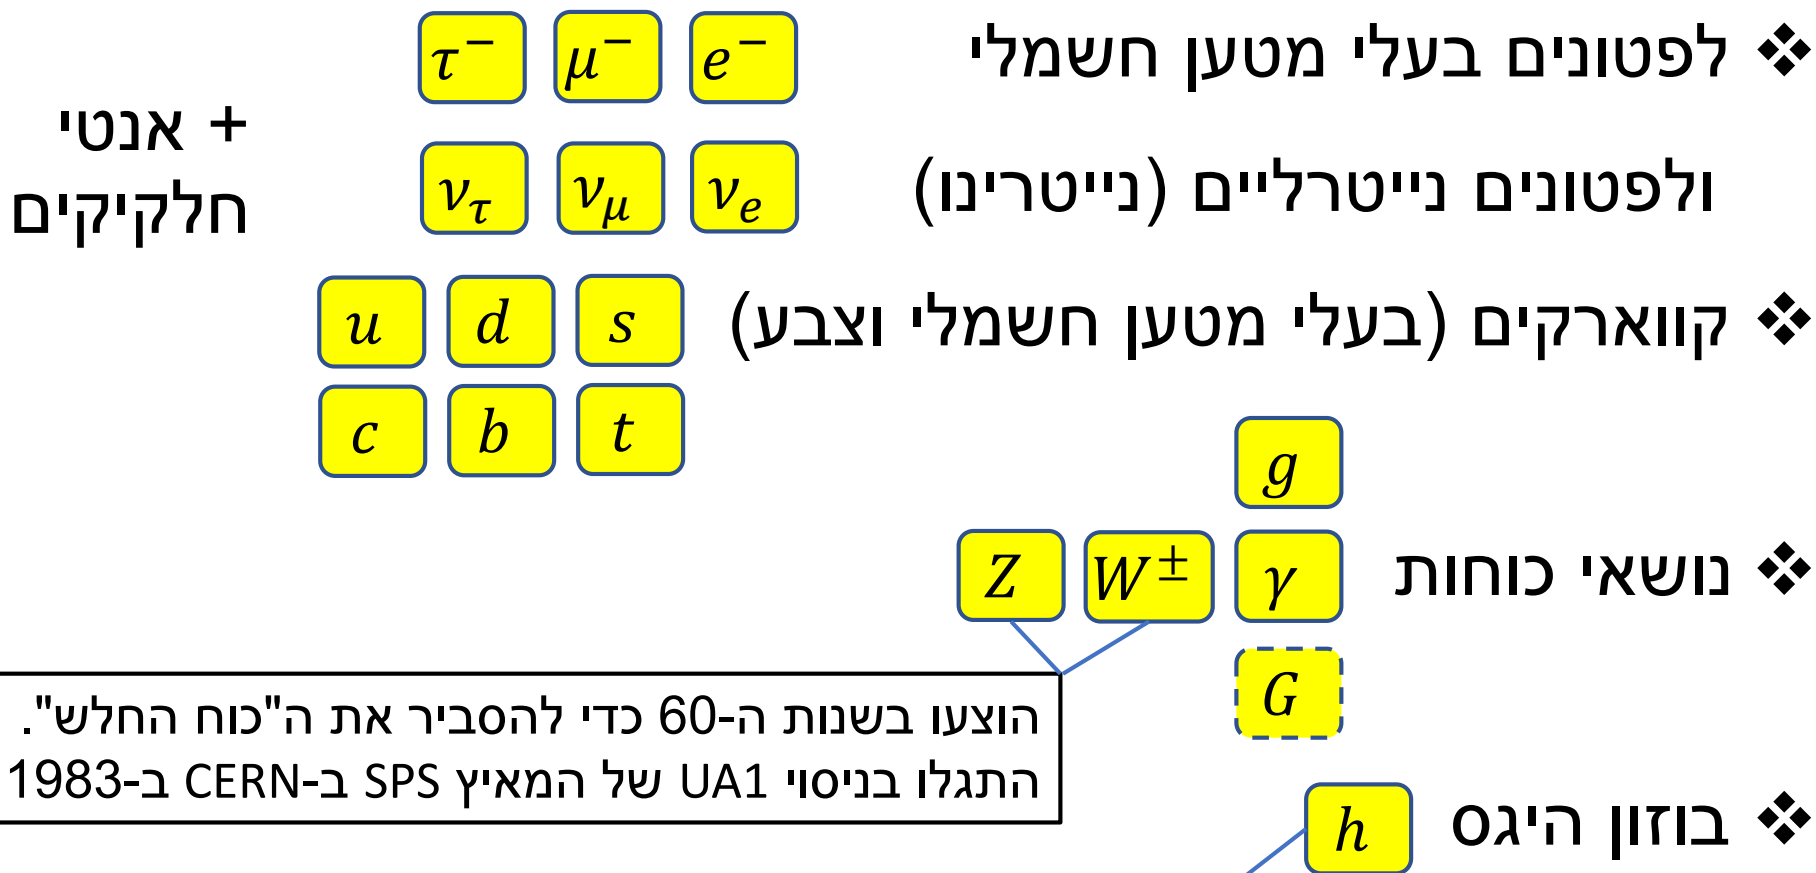 ❖ לפטונים בעלי מטען חשמלי e⁻ μ⁻ τ⁻
ולפטונים נייטרליים (נייטרינו) νₑ ν_μ ν_τ
+ אנטי
חלקיקים
❖ קווארקים (בעלי מטען חשמלי וצבע) u d s
c b t
g
❖ נושאי כוחות γ W± Z
G
הוצעו בשנות ה-60 כדי להסביר את ה"כוח החלש".
התגלו בניסוי UA1 של המאיץ SPS ב-CERN ב-1983
❖ בוזון היגס h